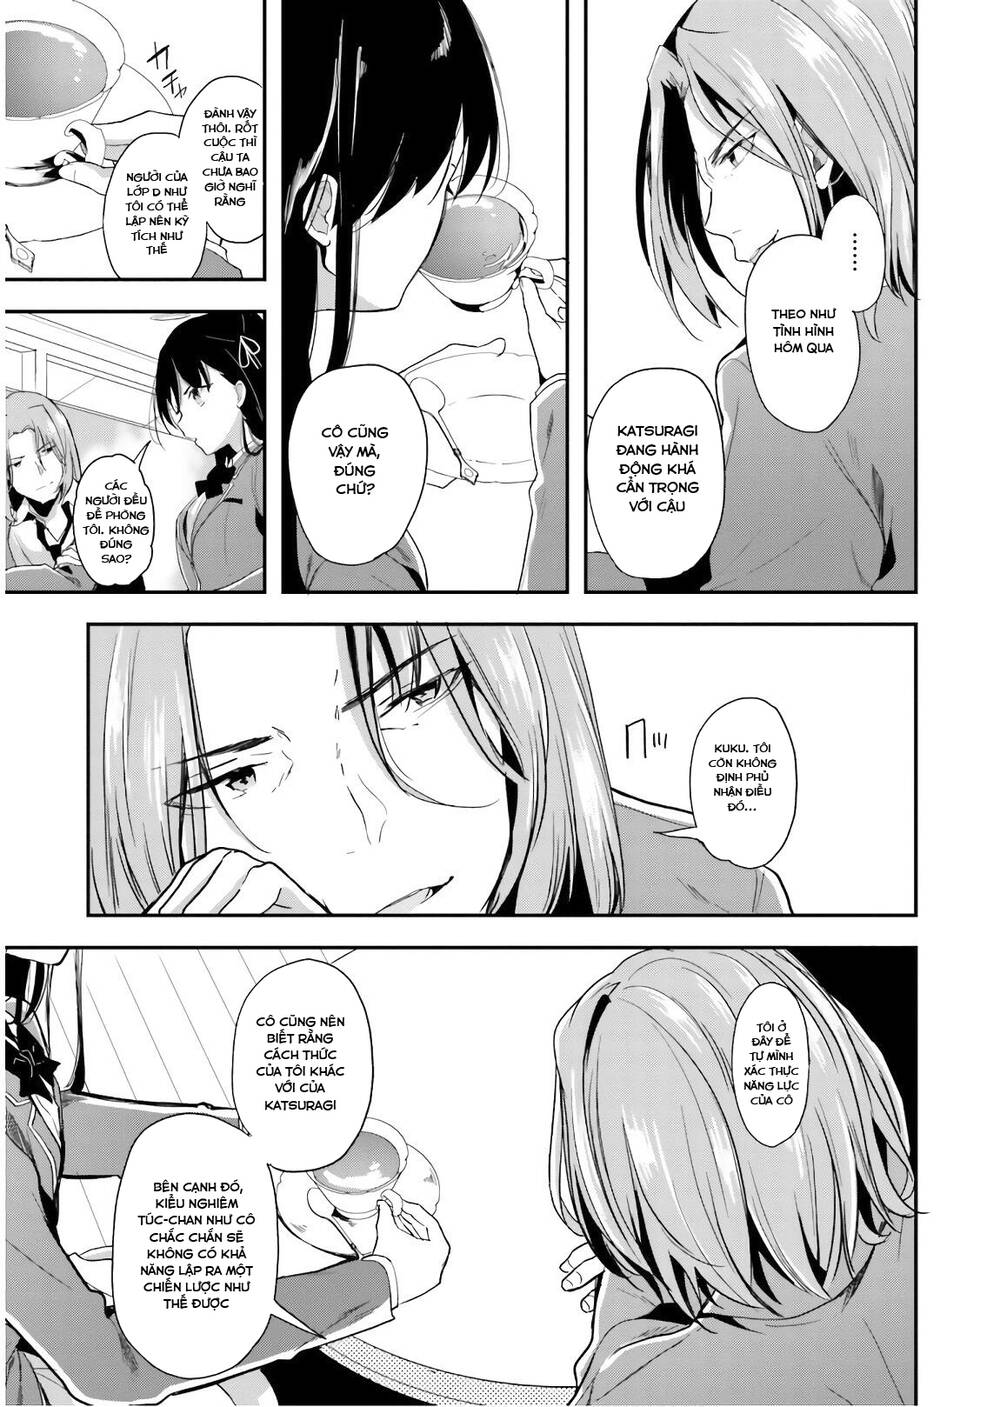 ……
THEO NHƯ
TÌNH HÌNH
HÔM QUA
KATSURAGI
ĐANG HÀNH
ĐỘNG KHÁ
CẨN TRỌNG
VỚI CẬU
CÔ CŨNG
VẬY MÀ,
ĐÚNG
CHỨ?
カチャ
ĐÀNH VẬY
THÔI. RỐT
CUỘC THÌ
CẬU TA
CHƯA BAO
GIỜ NGHĨ
RẰNG
NGƯỜI CỦA
LỚP D NHƯ
TÔI CÓ THỂ
LẬP NÊN KỲ
TÍCH NHƯ
THẾ
CÁC
NGƯỜI ĐỀU
ĐỀ PHÒNG
TÔI. KHÔNG
ĐÚNG
SAO?
KUKU. TÔI
CÒN KHÔNG
ĐỊNH PHỦ
NHẬN ĐIỀU
ĐÓ...
TÔI Ở
ĐÂY ĐỂ
TỰ MÌNH
XÁC THỰC
NĂNG LỰC
CỦA CÔ
CÔ CŨNG NÊN
BIẾT RẰNG
CÁCH THỨC
CỦA TÔI KHÁC
VỚI CỦA
KATSURAGI
BÊN CẠNH ĐÓ,
KIỂU NGHIÊM
TÚC-CHAN NHƯ CÔ
CHẮC CHẮN SẼ
KHÔNG CÓ KHẢ
NĂNG LẬP RA MỘT
CHIẾN LƯỢC NHƯ
THẾ ĐƯỢC